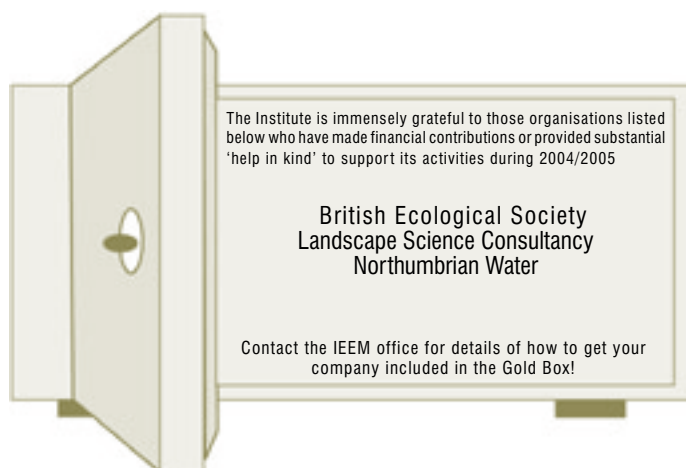 The Institute is immensely grateful to those organisations listed
below who have made financial contributions or provided substantial
‘help in kind’ to support its activities during 2004/2005
British Ecological Society
Landscape Science Consultancy
Northumbrian Water
Contact the IEEM office for details of how to get your
company included in the Gold Box!